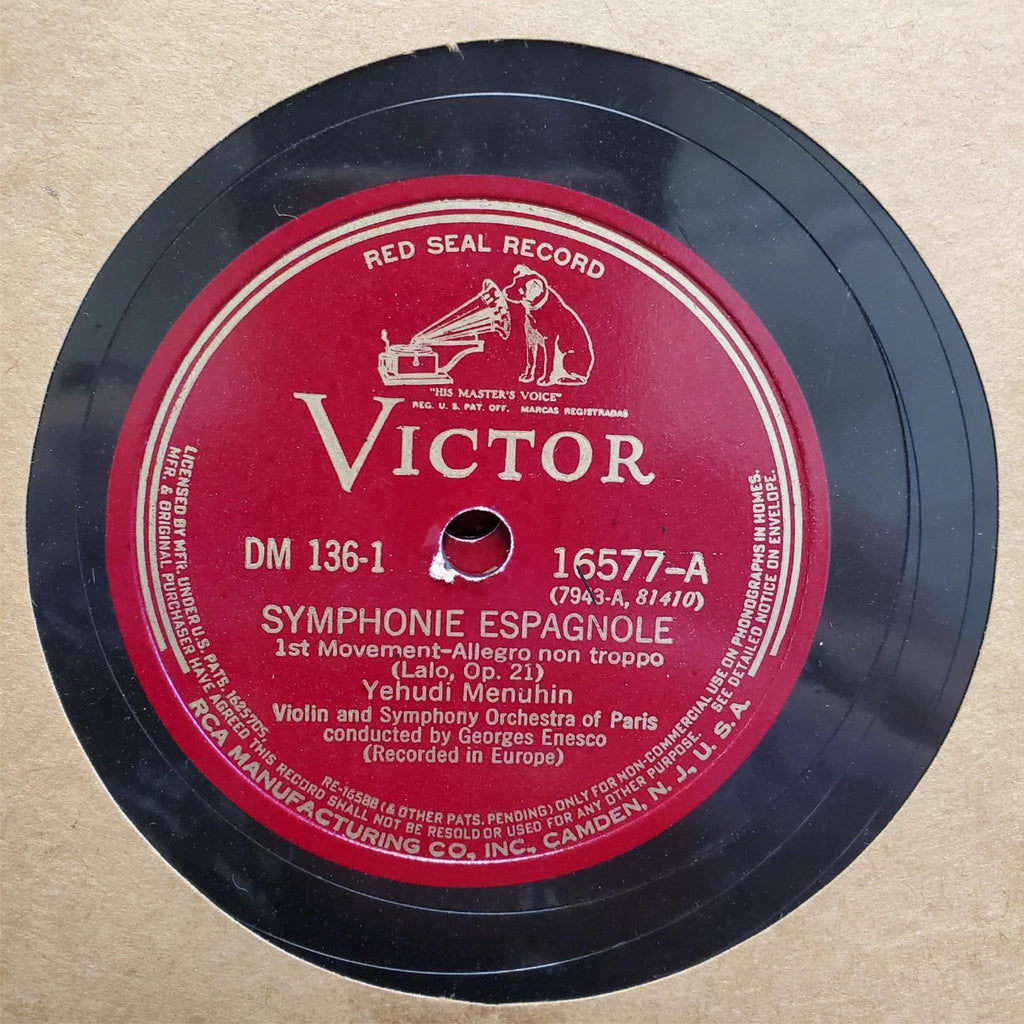 RED SEAL RECORD
"HIS MASTER'S VOICE"
REG. U. S. PAT. OFF. MARCAS REGISTRADAS
VICTOR
DM 136-1
16577-A
(7943-A, 81410)
SYMPHONIE ESPAGNOLE
1st Movement-Allegro non troppo
(Lalo, Op. 21)
Yehudi Menuhin
Violin and Symphony Orchestra of Paris
conducted by Georges Enesco
(Recorded in Europe)
LICENSED BY MFR. UNDER U.S. PATS. 1625705, RE-16588 (& OTHER PATS. PENDING) ONLY FOR NON-COMMERCIAL USE ON PHONOGRAPHS IN HOMES.
MFR. & ORIGINAL PURCHASER HAVE AGREED THIS RECORD SHALL NOT BE RESOLD OR USED FOR ANY OTHER PURPOSE. SEE DETAILED NOTICE ON ENVELOPE.
RCA MANUFACTURING CO., INC., CAMDEN, N. J., U. S. A.